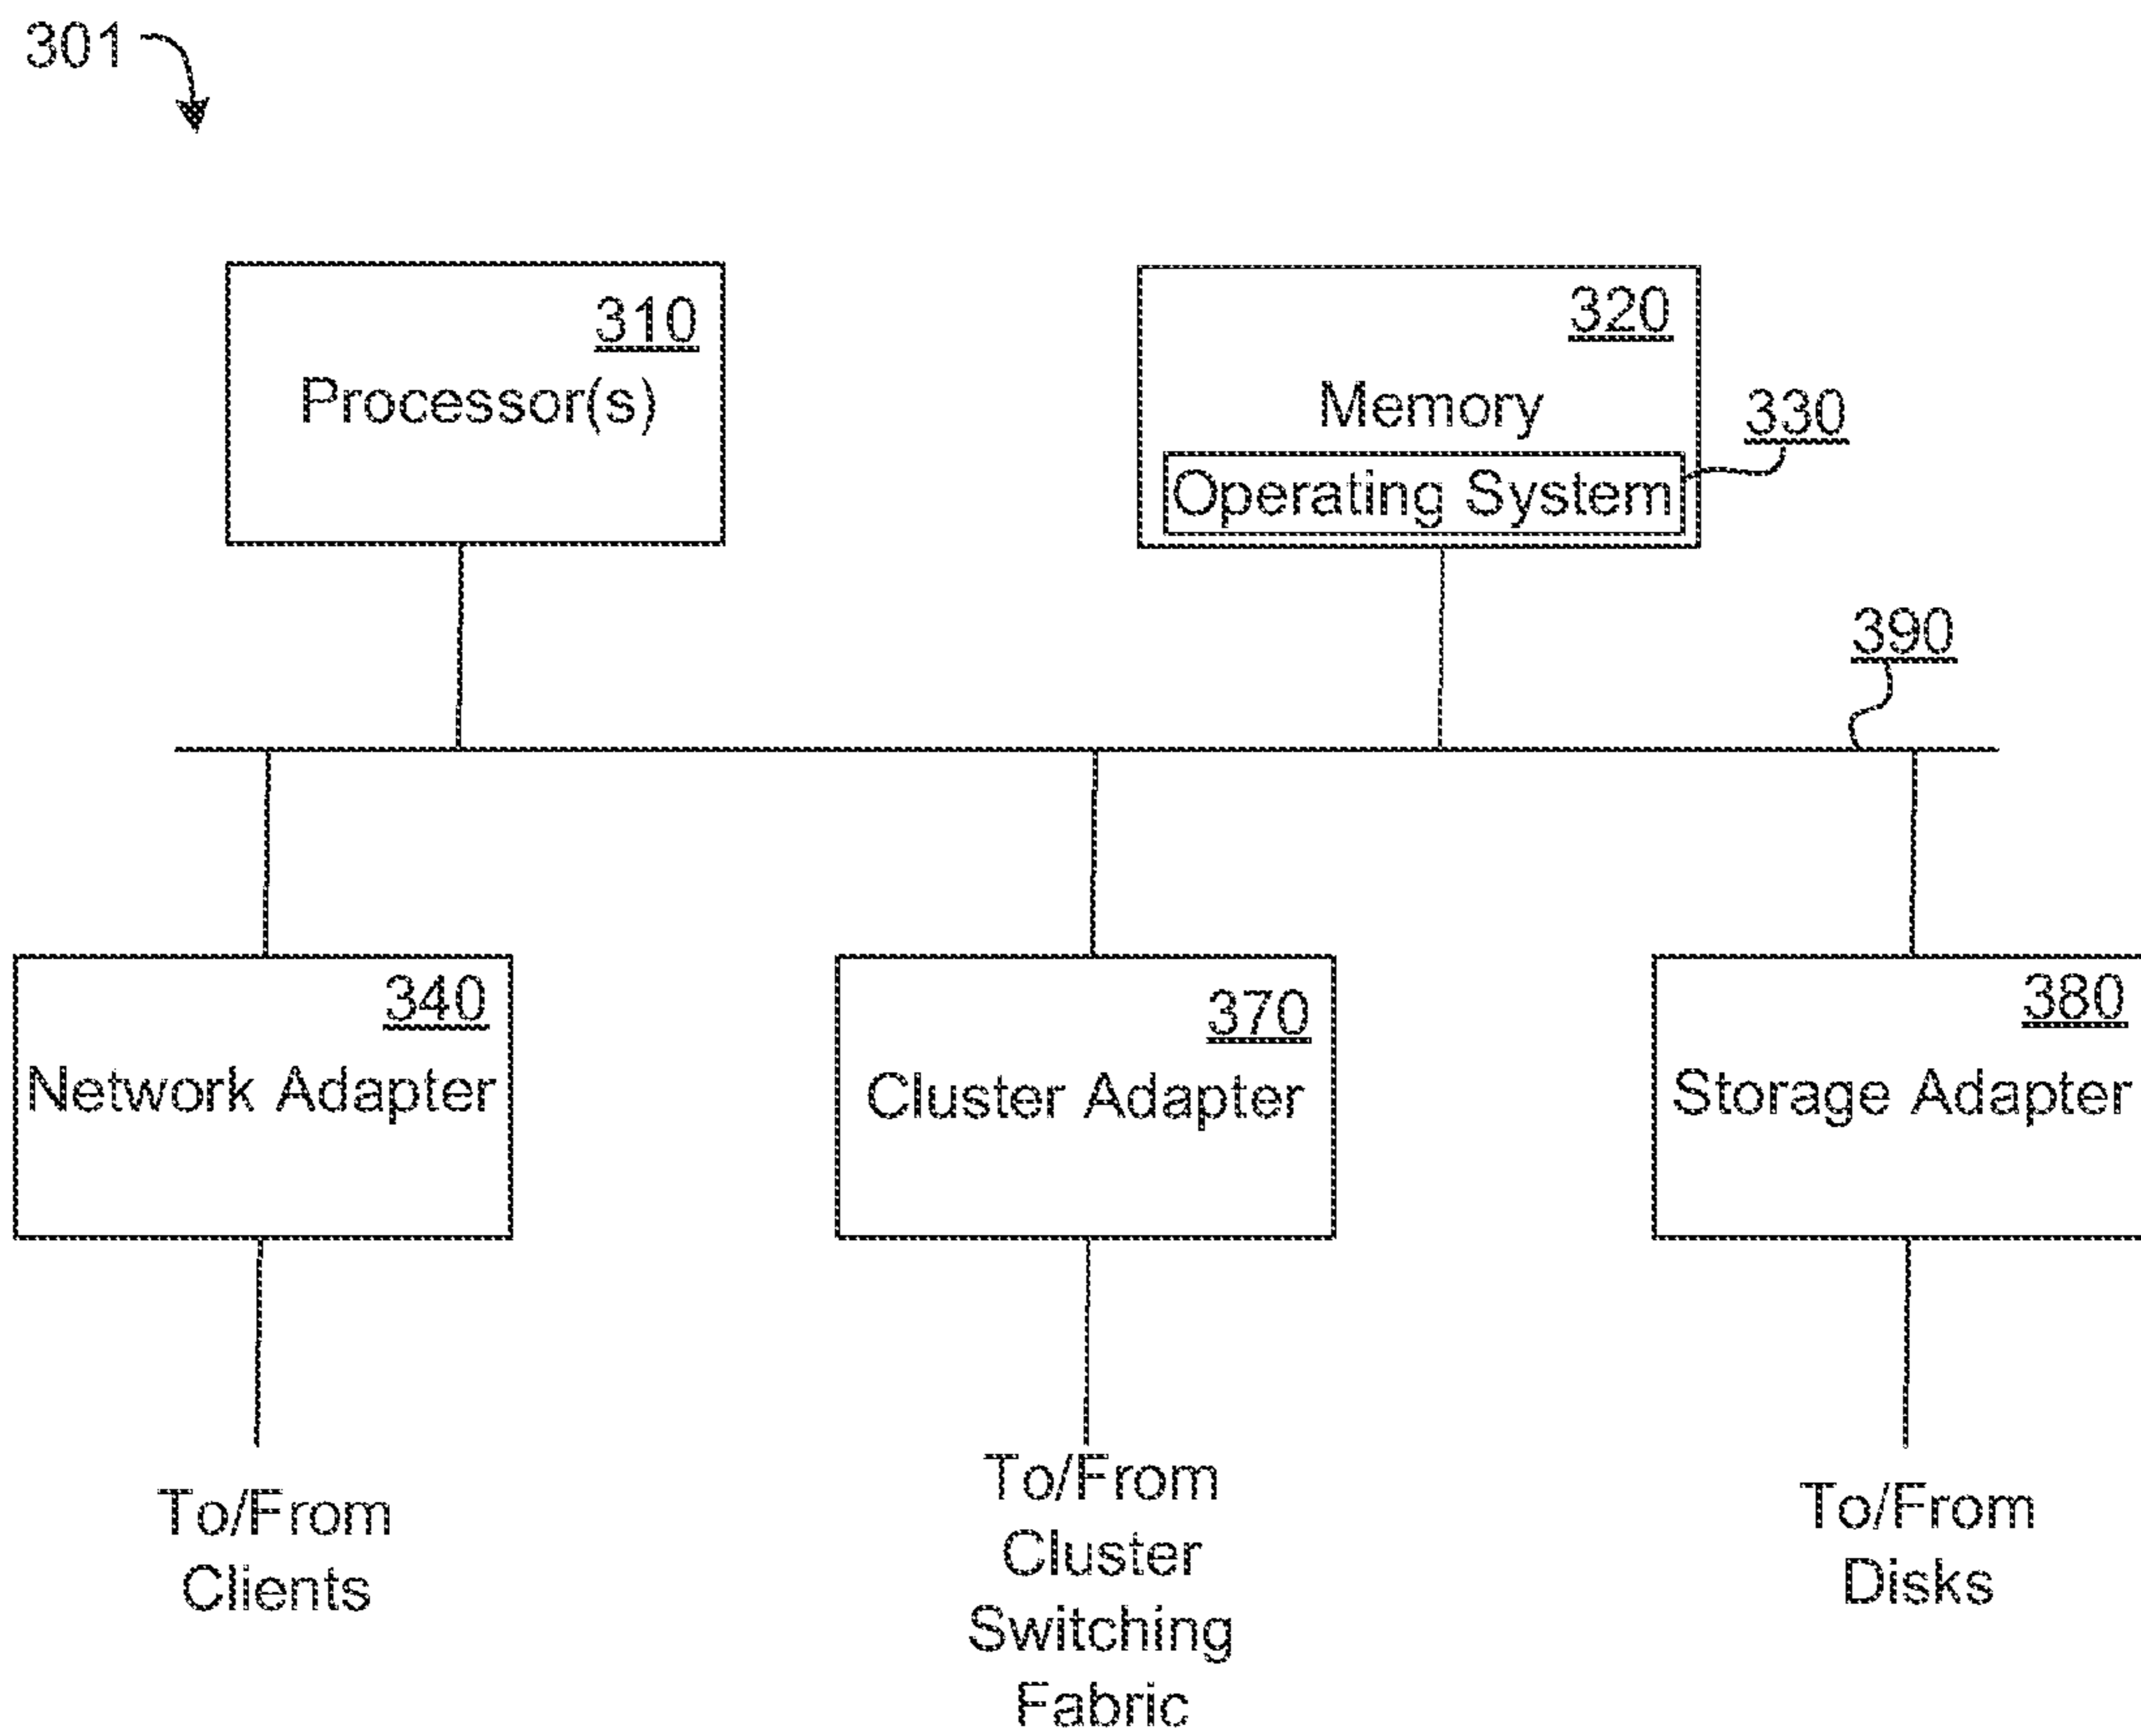 301
310
Processor(s)
320
Memory
330
Operating System
390
340
Network Adapter
370
Cluster Adapter
380
Storage Adapter
To/From
Clients
To/From
Cluster
Switching
Fabric
To/From
Disks